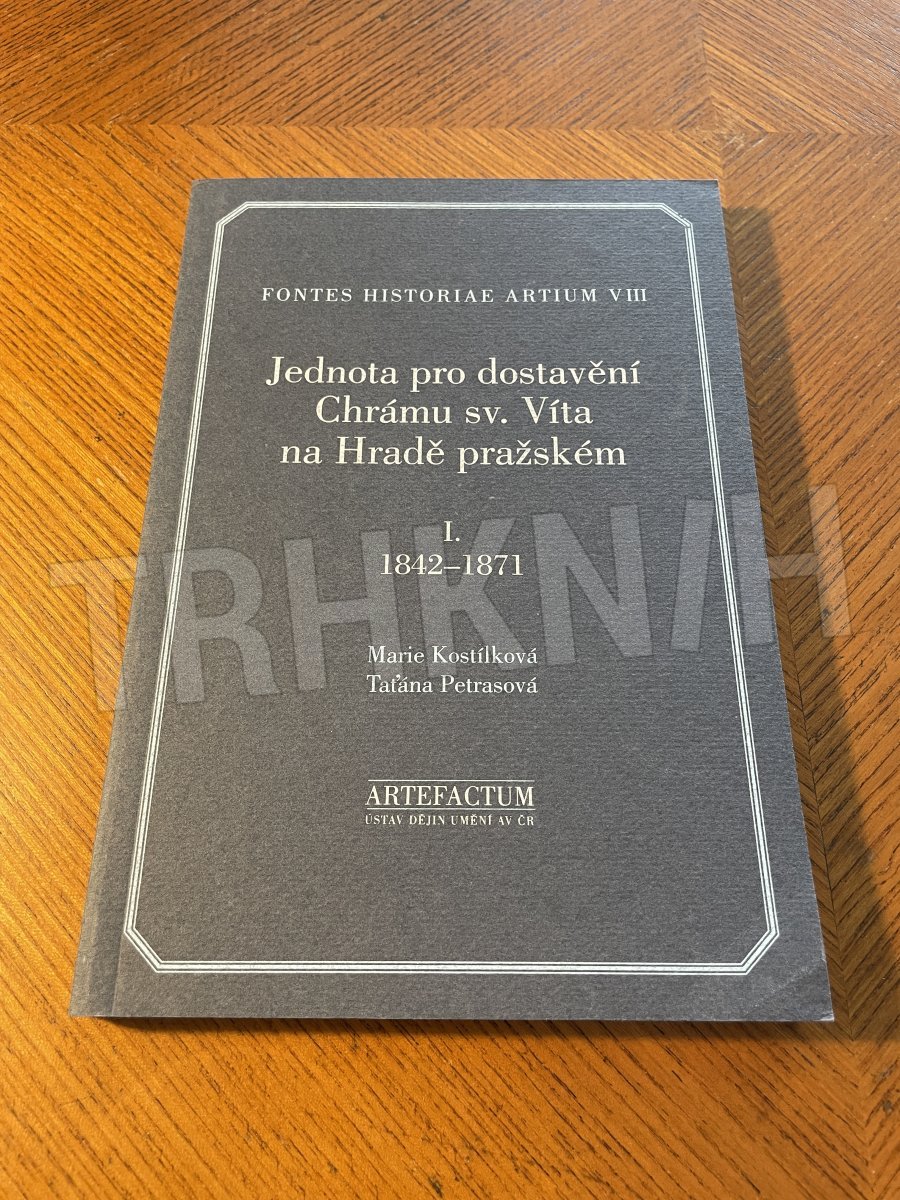 FONTES HISTORIAE ARTIUM VIII
Jednota pro dostavění
Chrámu sv. Víta
na Hradě pražském
I.
1842–1871
TRHKNIH
Marie Kostílková
Taťána Petrasová
ARTEFACTUM
ÚSTAV DĚJIN UMĚNÍ AV ČR